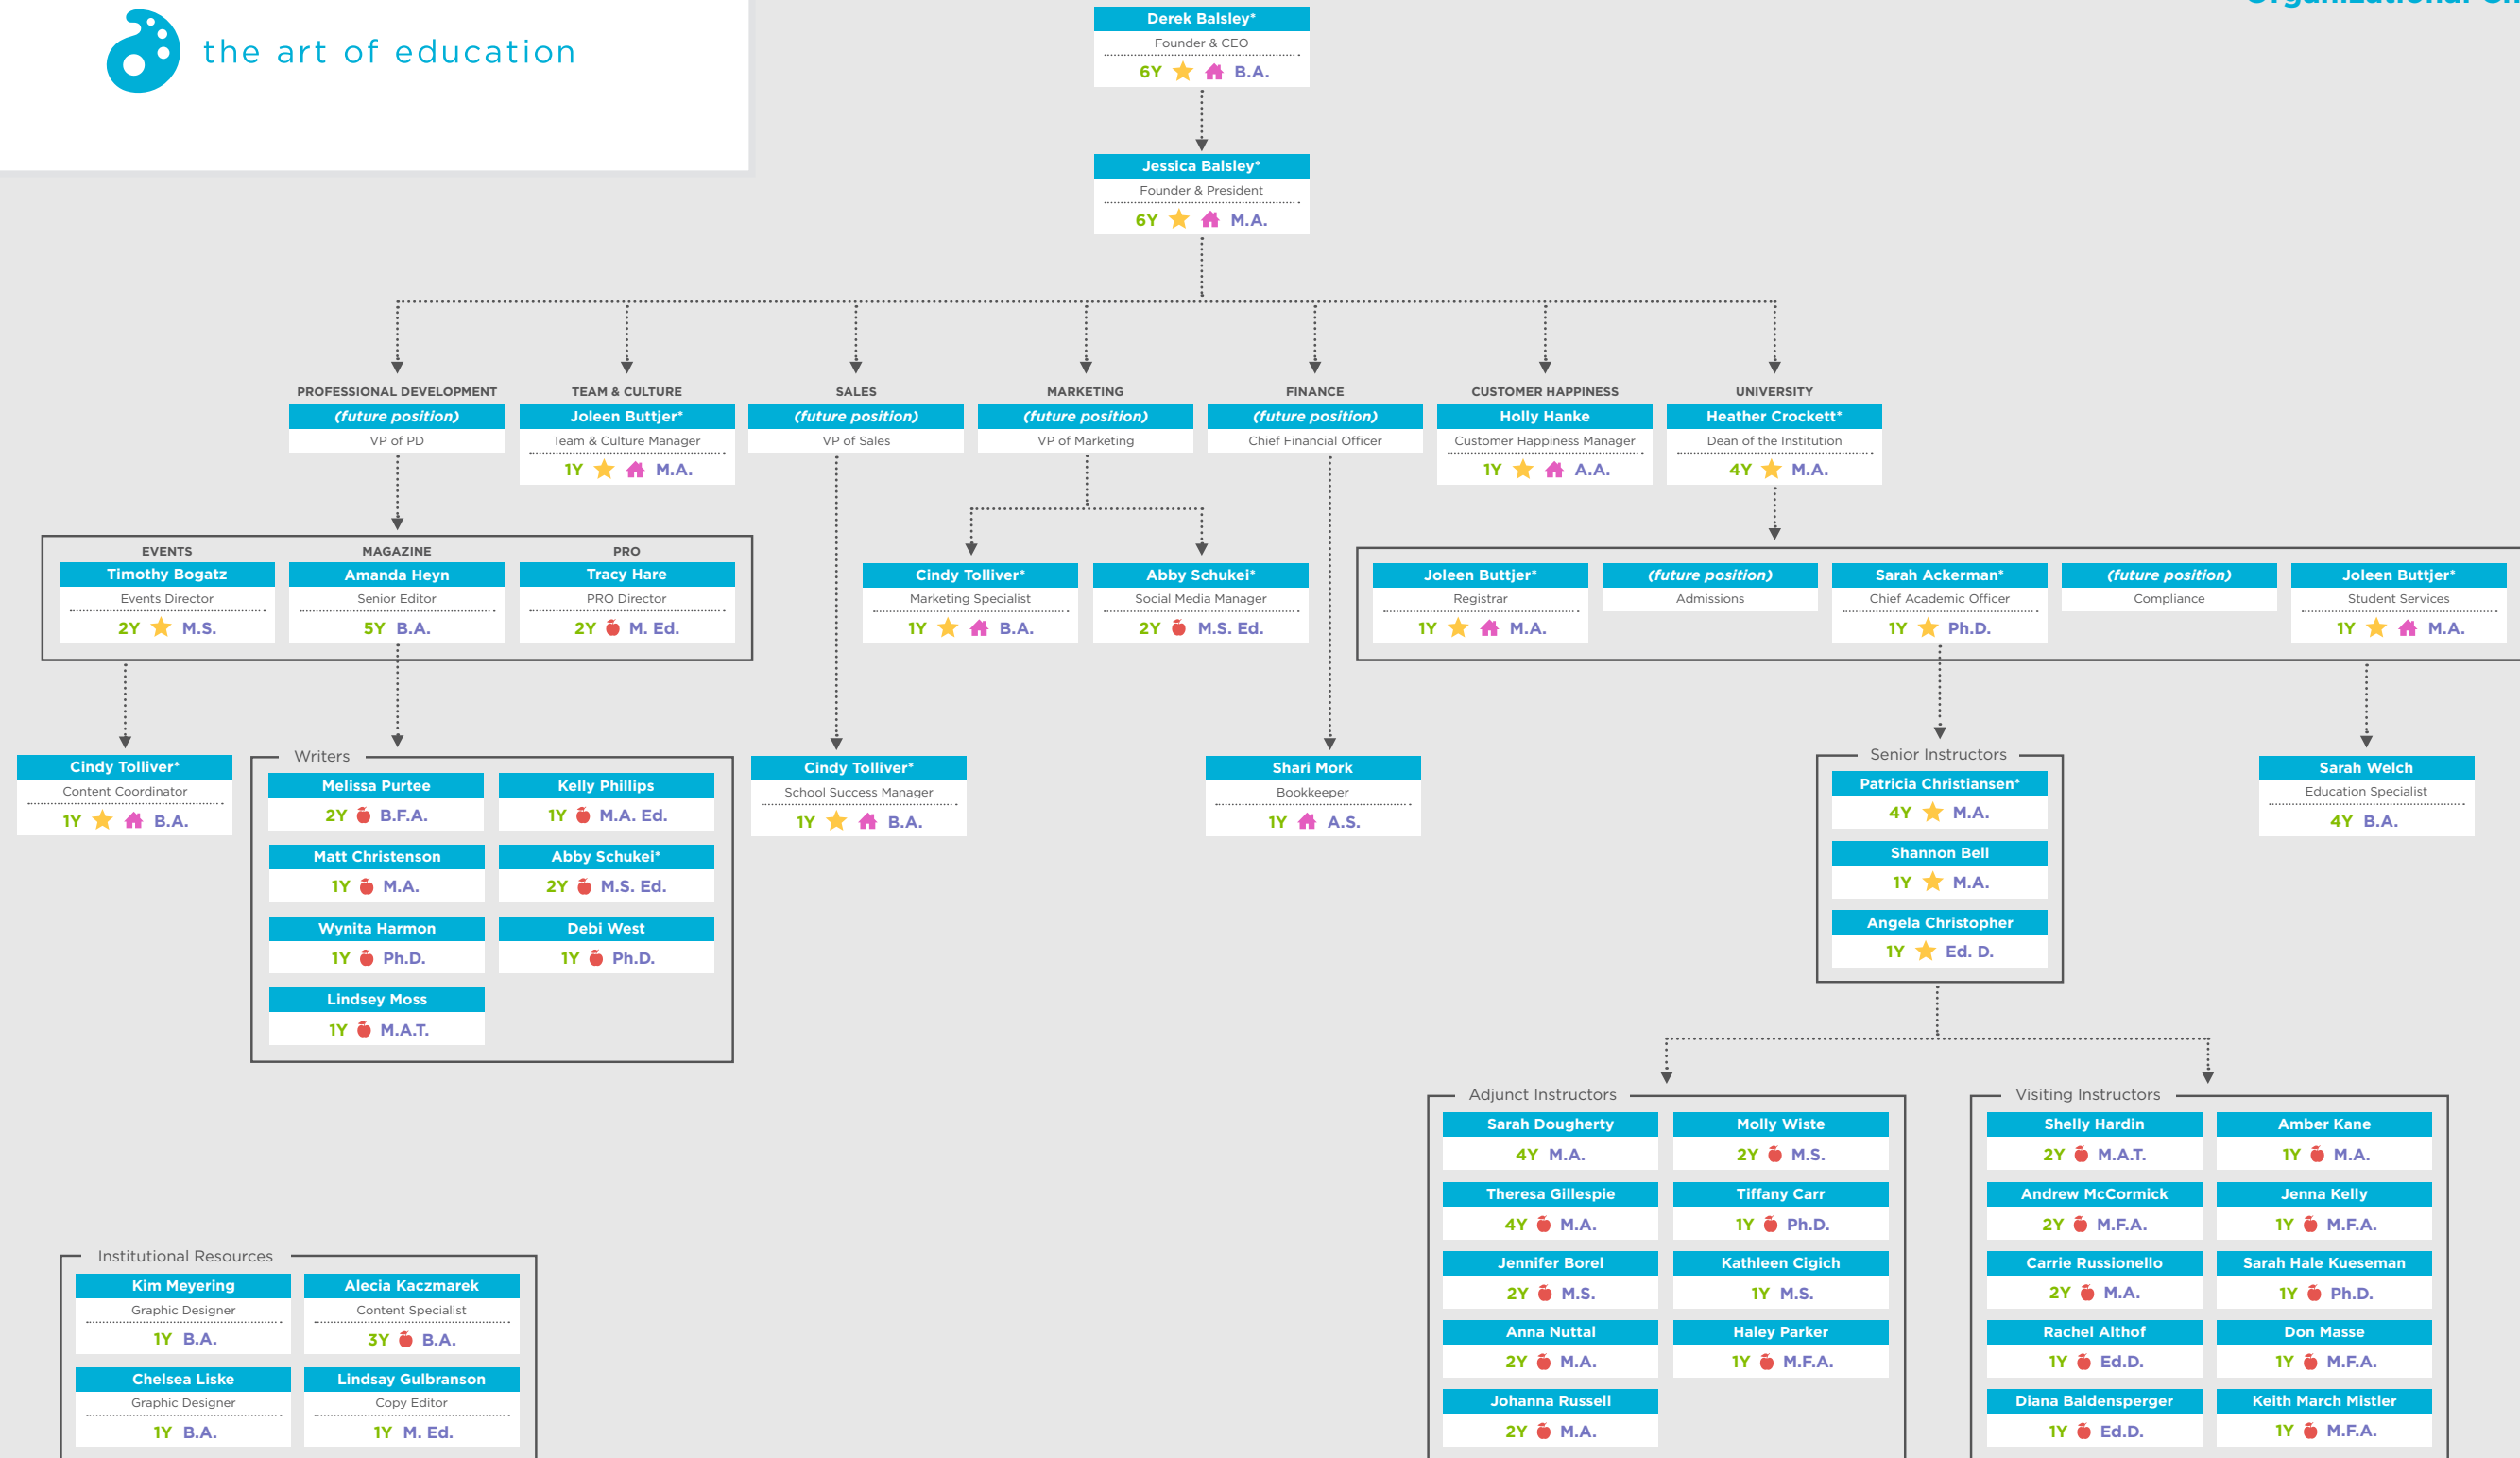 Organizational Ch
the art of education
Derek Balsley*
Founder & CEO
6Y B.A.
Jessica Balsley*
Founder & President
6Y M.A.
PROFESSIONAL DEVELOPMENT
(future position)
VP of PD
TEAM & CULTURE
Joleen Buttjer*
Team & Culture Manager
1Y M.A.
SALES
(future position)
VP of Sales
MARKETING
(future position)
VP of Marketing
FINANCE
(future position)
Chief Financial Officer
CUSTOMER HAPPINESS
Holly Hanke
Customer Happiness Manager
1Y A.A.
UNIVERSITY
Heather Crockett*
Dean of the Institution
4Y M.A.
EVENTS
Timothy Bogatz
Events Director
2Y M.S.
MAGAZINE
Amanda Heyn
Senior Editor
5Y B.A.
PRO
Tracy Hare
PRO Director
2Y M. Ed.
Cindy Tolliver*
Marketing Specialist
1Y B.A.
Abby Schukei*
Social Media Manager
2Y M.S. Ed.
Joleen Buttjer*
Registrar
1Y M.A.
(future position)
Admissions
Sarah Ackerman*
Chief Academic Officer
1Y Ph.D.
(future position)
Compliance
Joleen Buttjer*
Student Services
1Y M.A.
Cindy Tolliver*
Content Coordinator
1Y B.A.
Writers
Melissa Purtee
2Y B.F.A.
Kelly Phillips
1Y M.A. Ed.
Matt Christenson
1Y M.A.
Abby Schukei*
2Y M.S. Ed.
Wynita Harmon
1Y Ph.D.
Debi West
1Y Ph.D.
Lindsey Moss
1Y M.A.T.
Cindy Tolliver*
School Success Manager
1Y B.A.
Shari Mork
Bookkeeper
1Y A.S.
Senior Instructors
Patricia Christiansen*
4Y M.A.
Shannon Bell
1Y M.A.
Angela Christopher
1Y Ed. D.
Sarah Welch
Education Specialist
4Y B.A.
Adjunct Instructors
Sarah Dougherty
4Y M.A.
Molly Wiste
2Y M.S.
Theresa Gillespie
4Y M.A.
Tiffany Carr
1Y Ph.D.
Jennifer Borel
2Y M.S.
Kathleen Cigich
1Y M.S.
Anna Nuttal
2Y M.A.
Haley Parker
1Y M.F.A.
Johanna Russell
2Y M.A.
Visiting Instructors
Shelly Hardin
2Y M.A.T.
Amber Kane
1Y M.A.
Andrew McCormick
2Y M.F.A.
Jenna Kelly
1Y M.F.A.
Carrie Russionello
2Y M.A.
Sarah Hale Kueseman
1Y Ph.D.
Rachel Althof
1Y Ed.D.
Don Masse
1Y M.F.A.
Diana Baldensperger
1Y Ed.D.
Keith March Mistler
1Y M.F.A.
Institutional Resources
Kim Meyering
Graphic Designer
1Y B.A.
Alecia Kaczmarek
Content Specialist
3Y B.A.
Chelsea Liske
Graphic Designer
1Y B.A.
Lindsay Gulbranson
Copy Editor
1Y M. Ed.